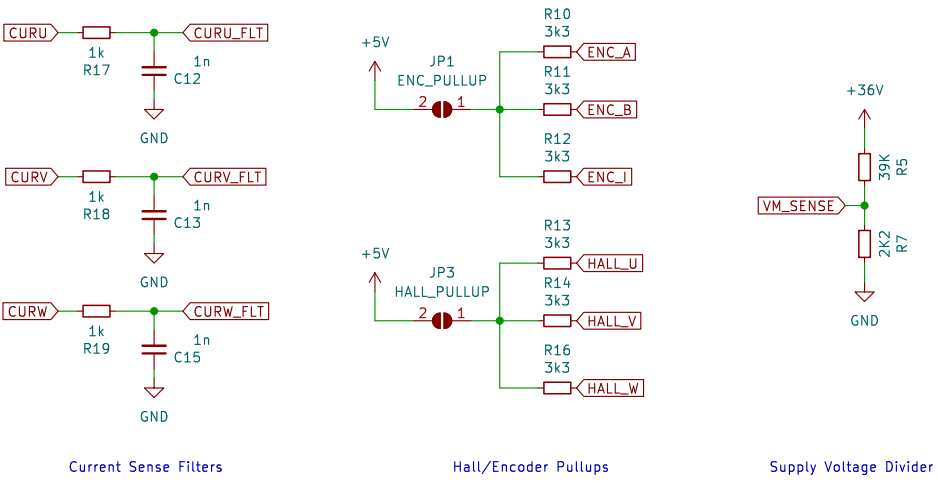 CURU
1k
R17
CURU_FLT
1n
C12
GND
CURV
1k
R18
CURV_FLT
1n
C13
GND
CURW
1k
R19
CURW_FLT
1n
C15
GND
Current Sense Filters
+5V
JP1
ENC_PULLUP
2 1
R10
3k3
ENC_A
R11
3k3
ENC_B
R12
3k3
ENC_I
+5V
JP3
HALL_PULLUP
2 1
R13
3k3
HALL_U
R14
3k3
HALL_V
R16
3k3
HALL_W
Hall/Encoder Pullups
+36V
39K
R5
VM_SENSE
2K2
R7
GND
Supply Voltage Divider